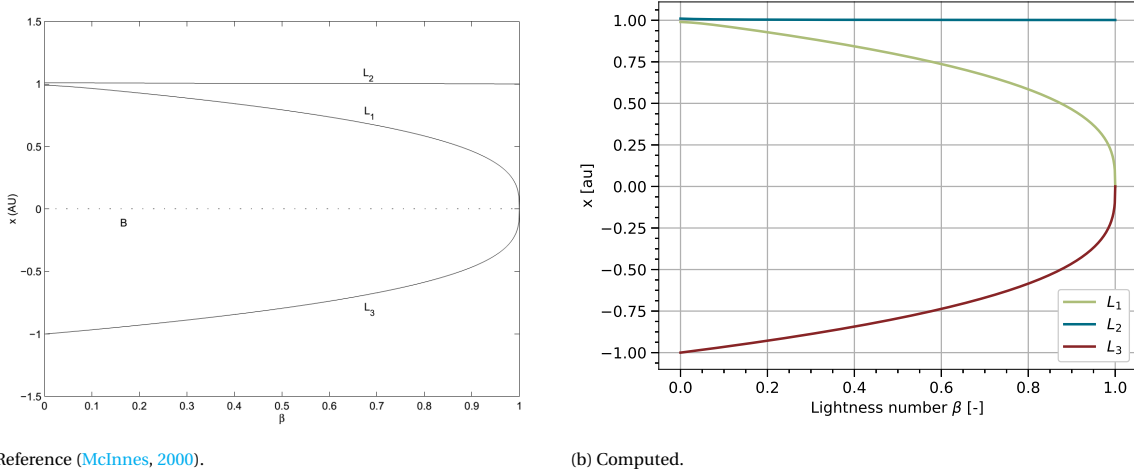 1.5
1
0.5
0
−0.5
−1
−1.5
x (AU)
L2
L1
B
L3
0 0.1 0.2 0.3 0.4 0.5 0.6 0.7 0.8 0.9 1
β
1.00
0.75
0.50
0.25
0.00
−0.25
−0.50
−0.75
−1.00
x [au]
L1
L2
L3
0.0 0.2 0.4 0.6 0.8 1.0
Lightness number β [-]
Reference (McInnes, 2000).
(b) Computed.